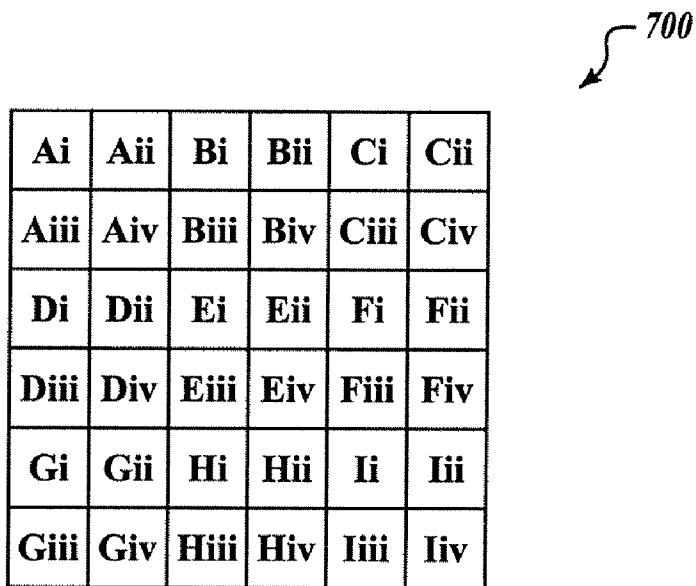 700
Ai Aii Bi Bii Ci Cii
Aiii Aiv Biii Biv Ciii Civ
Di Dii Ei Eii Fi Fii
Diii Div Eiii Eiv Fiii Fiv
Gi Gii Hi Hii Ii Iii
Giii Giv Hiii Hiv Iiii Iiv